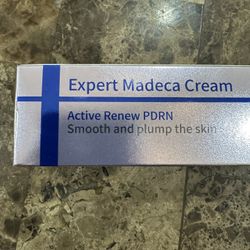 Expert Madeca Cream
Active Renew PDRN
Smooth and plump the skin